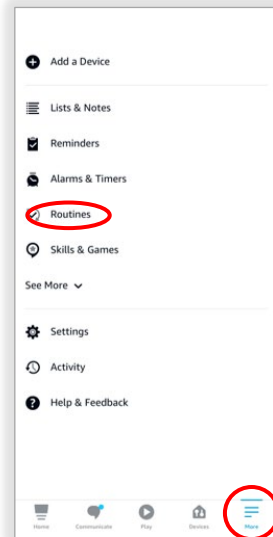 Add a Device
Lists & Notes
Reminders
Alarms & Timers
Routines
Skills & Games
See More
Settings
Activity
Help & Feedback
Home Communicate Play Devices More